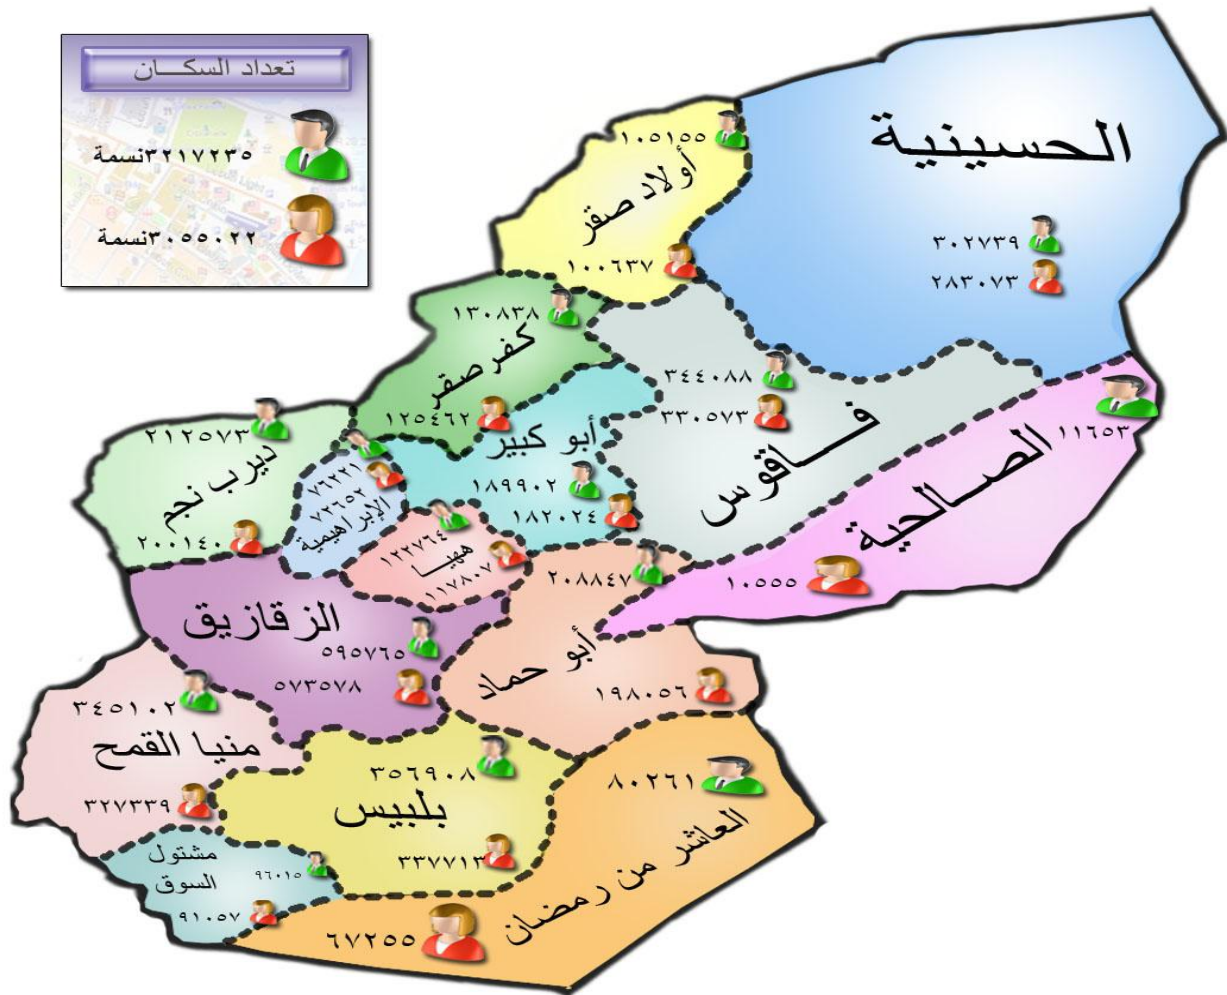 تعداد السكان
٣٢١٧٢٣٥نسمة
٣٠٥٥٠٢٢نسمة
الحسينية
٣٠٢٧٣٩
٢٨٣٠٧٣
١٠٥١٥٥
أولاد صقر
١٠٠٦٣٧
١٣٠٨٣٨
كفر صقر
١٢٥٤٦٢
٣٤٤٠٨٨
٣٣٠٥٧٣
فاقوس
١١٦٥٣
الصالحية
١٠٥٥٥
أبو كبير
١٨٩٩٠٢
١٨٢٠٢٤
٢١٢٥٧٣
ديرب نجم
٢٠٠١٤٠
٧٦٢٢١
٧٢٦٥٢
الإبراهيمية
١٢٢٧٦٤
ههيا
١١٧٨٠٧
٢٠٨٨٤٧
أبو حماد
١٩٨٠٥٦
الزقازيق
٥٩٥٧٦٥
٥٧٣٥٧٨
٣٤٥١٠٢
منيا القمح
٣٢٧٣٣٩
٣٥٦٩٠٨
بلبيس
٣٣٧٧١٣
٨٠٢٦١
العاشر من رمضان
٦٧٢٥٥
مشتول
السوق
٩٦٠١٥
٩١٠٥٧